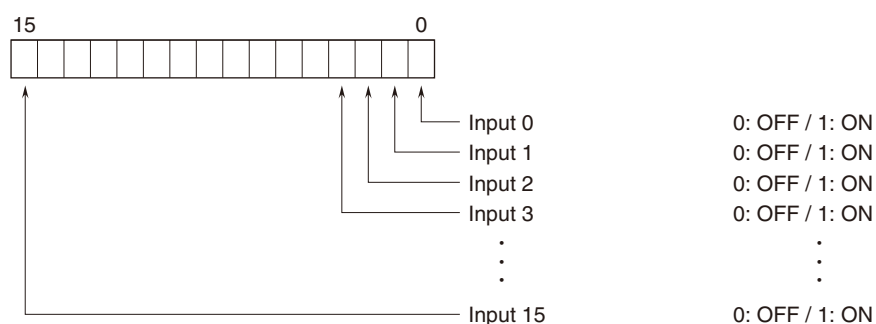 15 0
Input 0 0: OFF / 1: ON
Input 1 0: OFF / 1: ON
Input 2 0: OFF / 1: ON
Input 3 0: OFF / 1: ON
Input 15 0: OFF / 1: ON